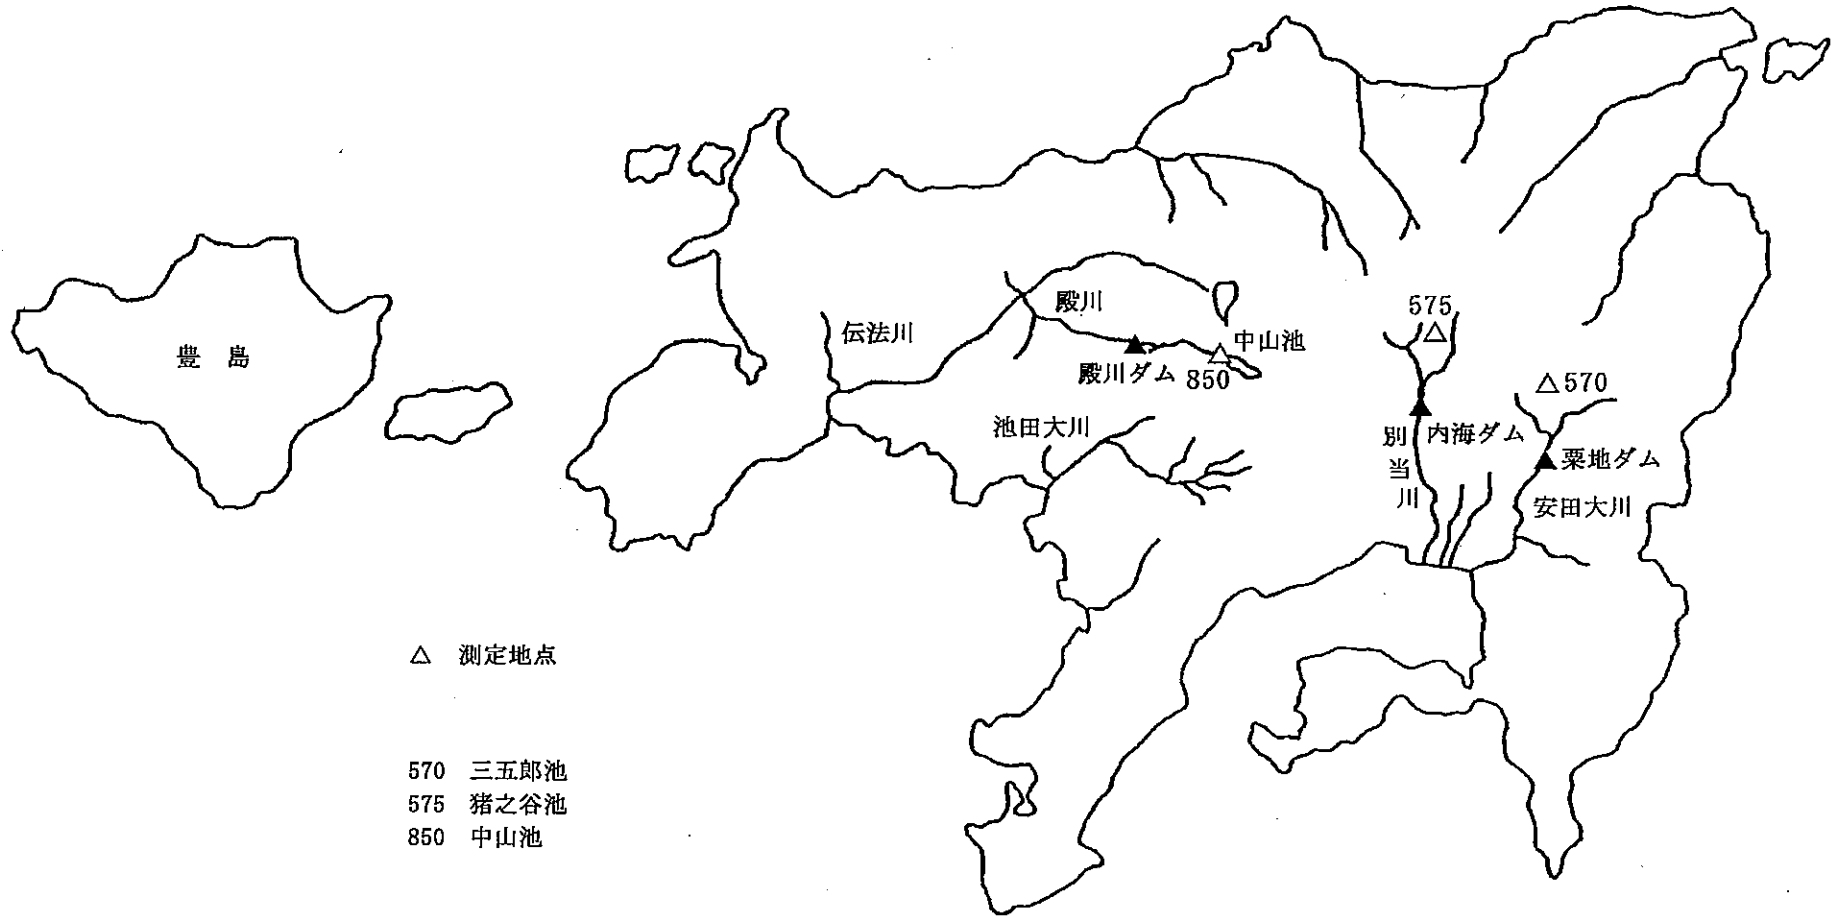 豊島
伝法川
殿川
殿川ダム
850
中山池
池田大川
575
570
別当川
内海ダム
粟地ダム
安田大川
△ 測定地点
570 三五郎池
575 猪之谷池
850 中山池